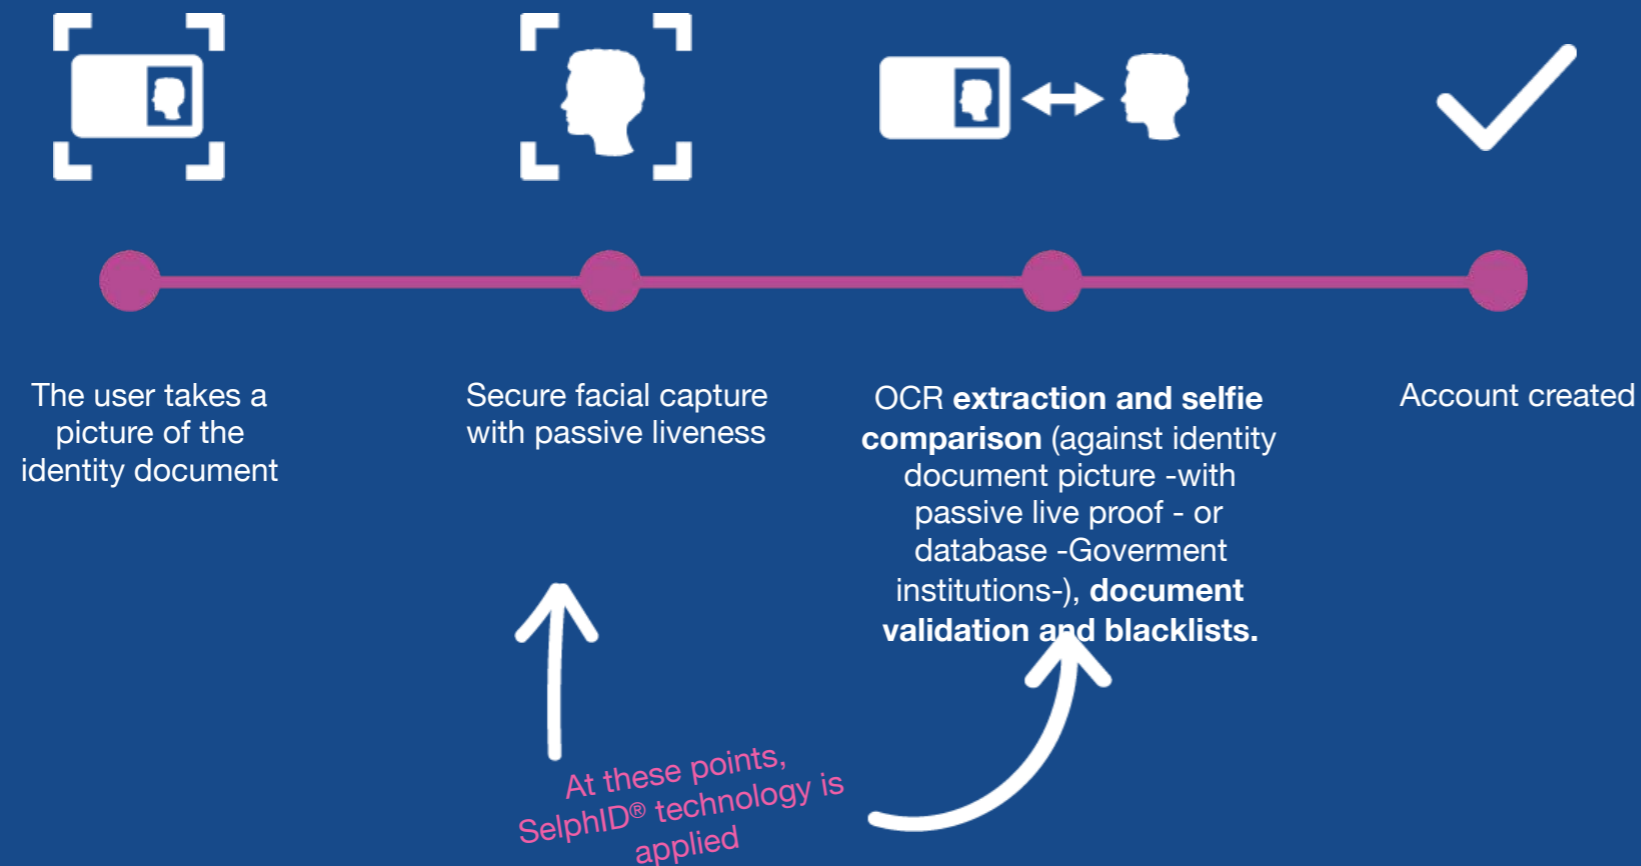 The user takes a
picture of the
identity document
Secure facial capture
with passive liveness
OCR extraction and selfie
comparison (against identity
document picture -with
passive live proof - or
database -Goverment
institutions-), document
validation and blacklists.
Account created
At these points,
SelphID® technology is
applied